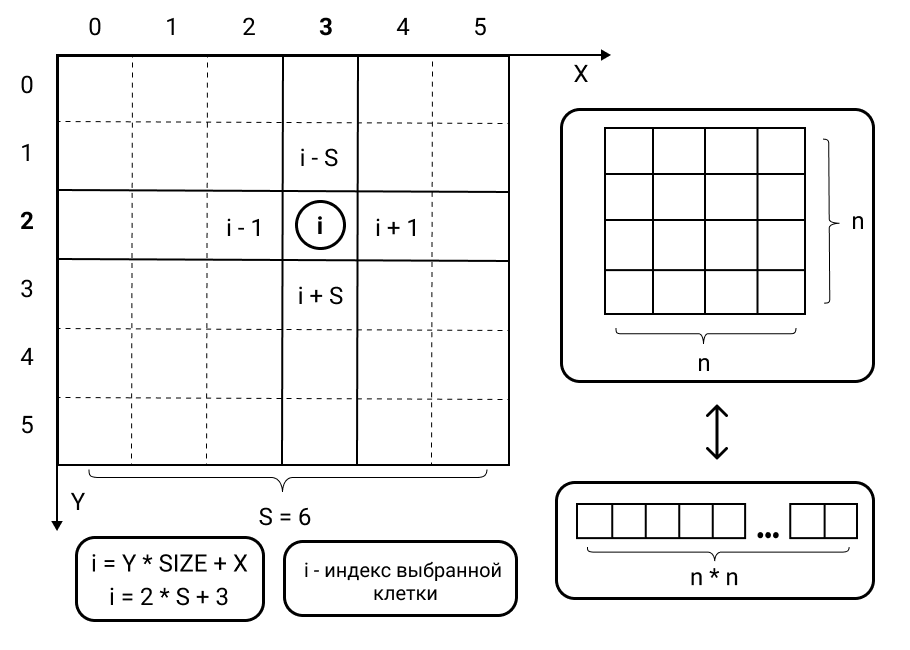 0 1 2 3 4 5
X
0
1
i - S
2
i - 1 i i + 1
n
3
i + S
4
n
5
Y
S = 6
i = Y * SIZE + X
i = 2 * S + 3
i - индекс выбранной
клетки
...
n * n